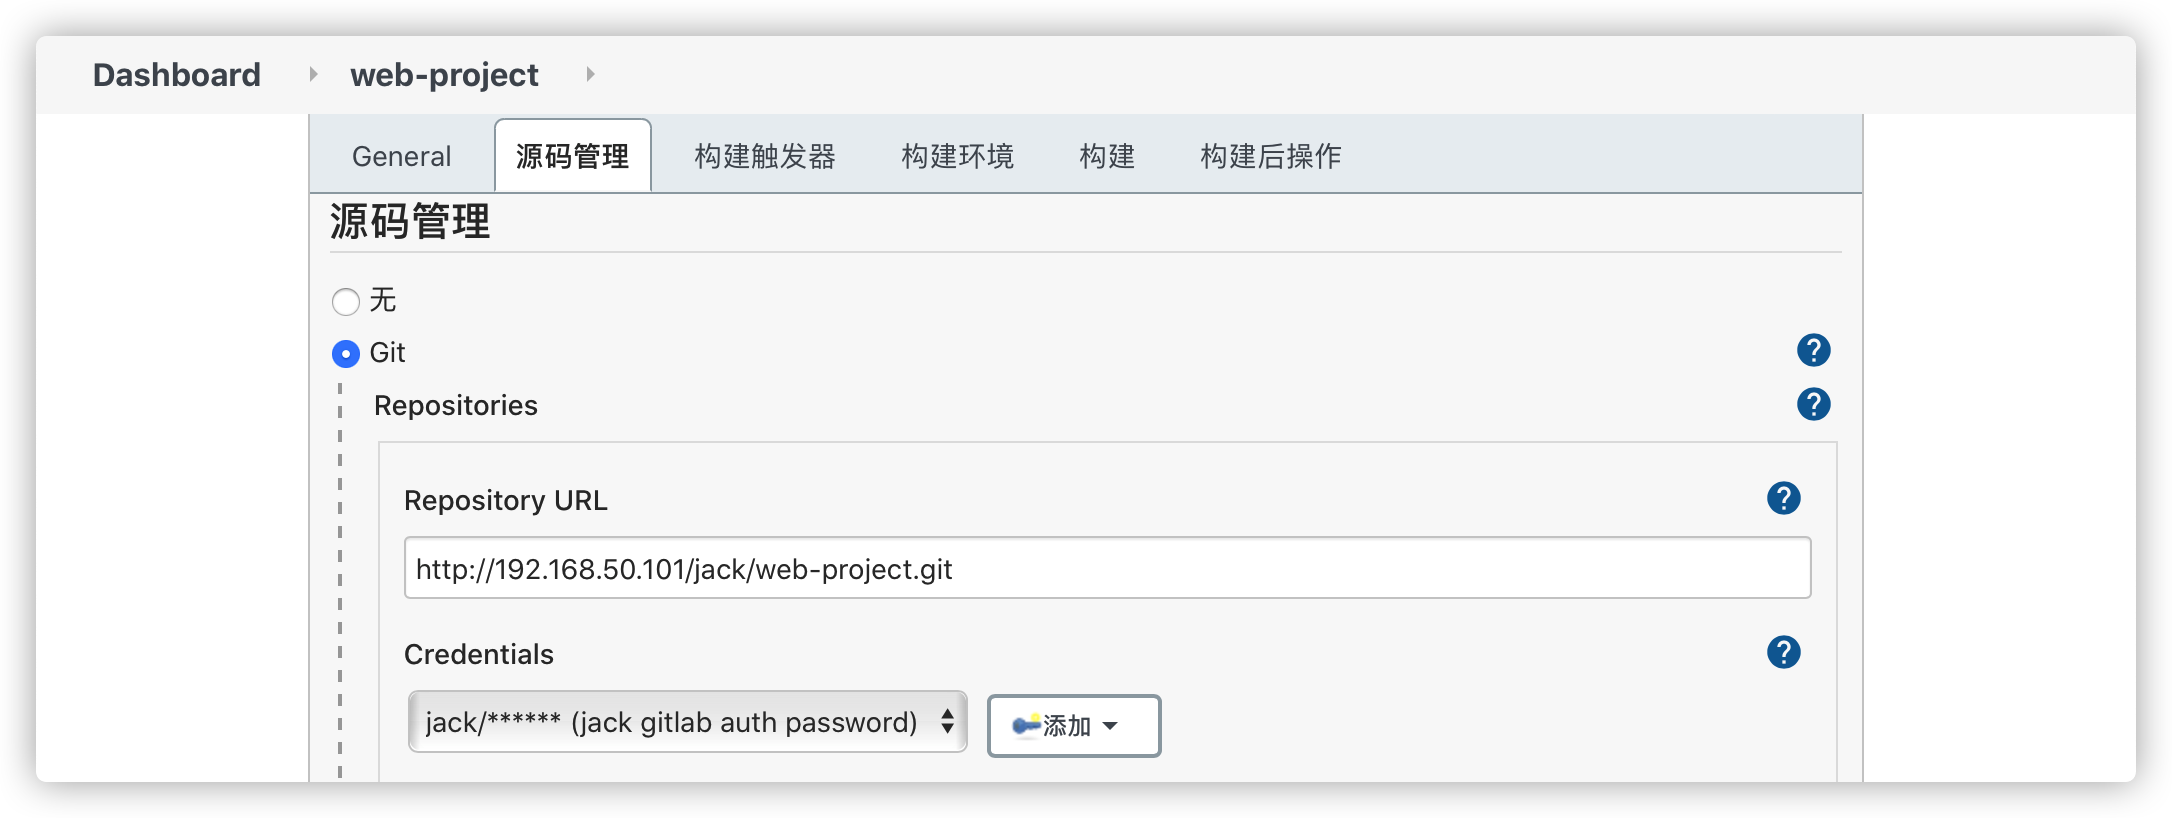 Dashboard web-project
General 源码管理 构建触发器 构建环境 构建 构建后操作
源码管理
无
Git ?
Repositories ?
Repository URL ?
http://192.168.50.101/jack/web-project.git
Credentials ?
jack/****** (jack gitlab auth password) 添加